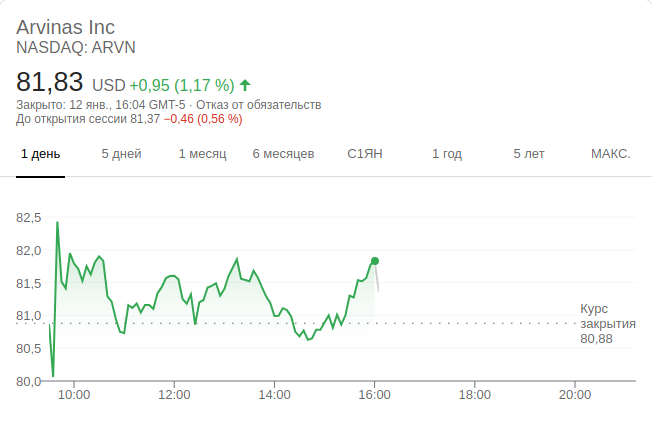 Arvinas Inc
NASDAQ: ARVN
81,83 USD +0,95 (1,17 %)
Закрыто: 12 янв., 16:04 GMT-5 · Отказ от обязательств
До открытия сессии 81,37 −0,46 (0,56 %)
1 день 5 дней 1 месяц 6 месяцев С1ЯН 1 год 5 лет МАКС.
82,5
82,0
81,5
81,0
80,5
80,0
Курс
закрытия
80,88
10:00 12:00 14:00 16:00 18:00 20:00